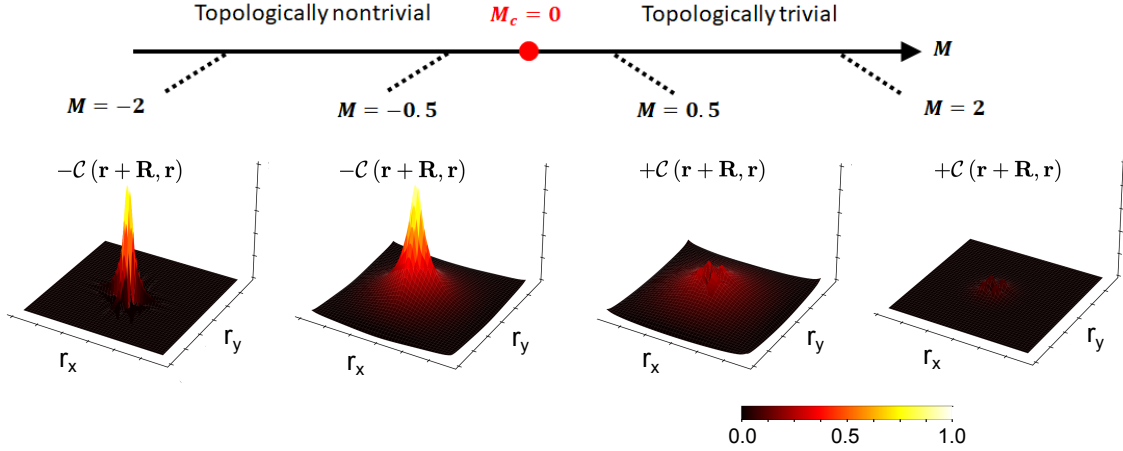 Topologically nontrivial
M_c = 0
Topologically trivial
M
M = −2
M = −0.5
M = 0.5
M = 2
−𝒞 (r + R, r)
−𝒞 (r + R, r)
+𝒞 (r + R, r)
+𝒞 (r + R, r)
r_x
r_y
r_x
r_y
r_x
r_y
r_x
r_y
0.0 0.5 1.0